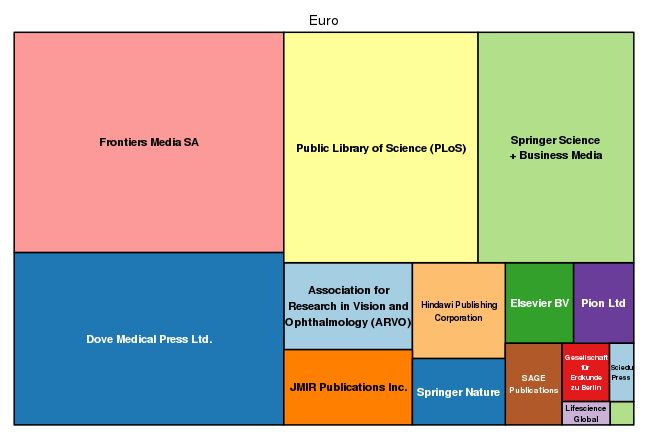 Euro
Frontiers Media SA
Public Library of Science (PLoS)
Springer Science
+ Business Media
Dove Medical Press Ltd.
Association for
Research in Vision and
Ophthalmology (ARVO)
JMIR Publications Inc.
Hindawi Publishing
Corporation
Springer Nature
Elsevier BV
Pion Ltd
SAGE
Publications
Gesellschaft
für
Erdkunde
zu Berlin
Sciedu
Press
Lifescience
Global